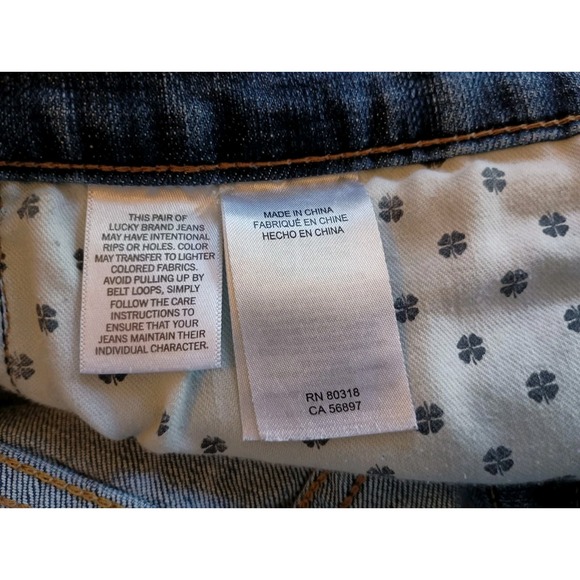 THIS PAIR OF
LUCKY BRAND JEANS
MAY HAVE INTENTIONAL
RIPS OR HOLES. COLOR
MAY TRANSFER TO LIGHTER
COLORED FABRICS.
AVOID PULLING UP BY
BELT LOOPS, SIMPLY
FOLLOW THE CARE
INSTRUCTIONS TO
ENSURE THAT YOUR
JEANS MAINTAIN THEIR
INDIVIDUAL CHARACTER.
MADE IN CHINA
FABRIQUÉ EN CHINE
HECHO EN CHINA
RN 80318
CA 56897